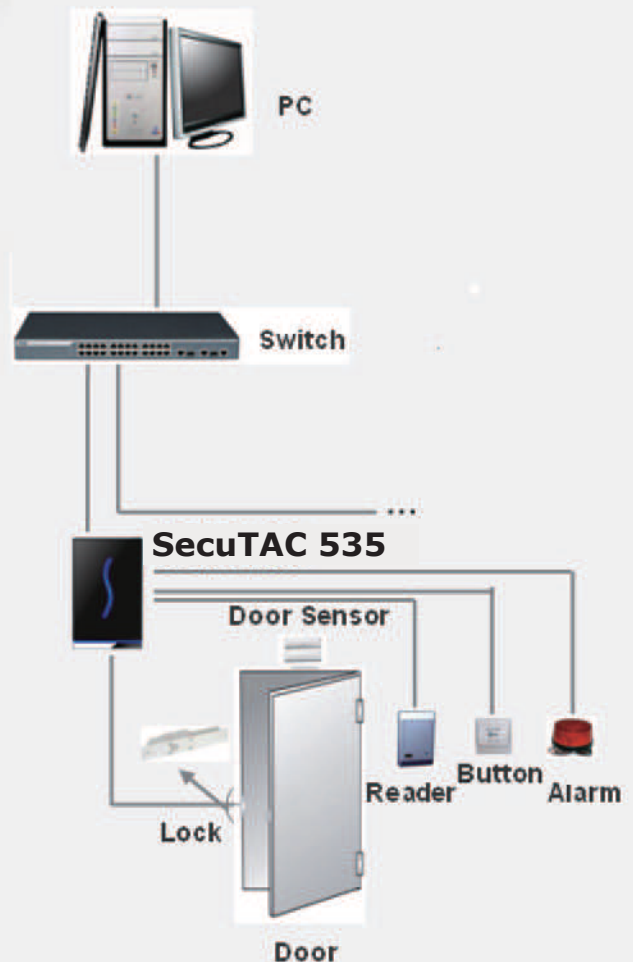 PC
Switch
...
SecuTAC 535
Door Sensor
Reader
Button
Alarm
Lock
Door